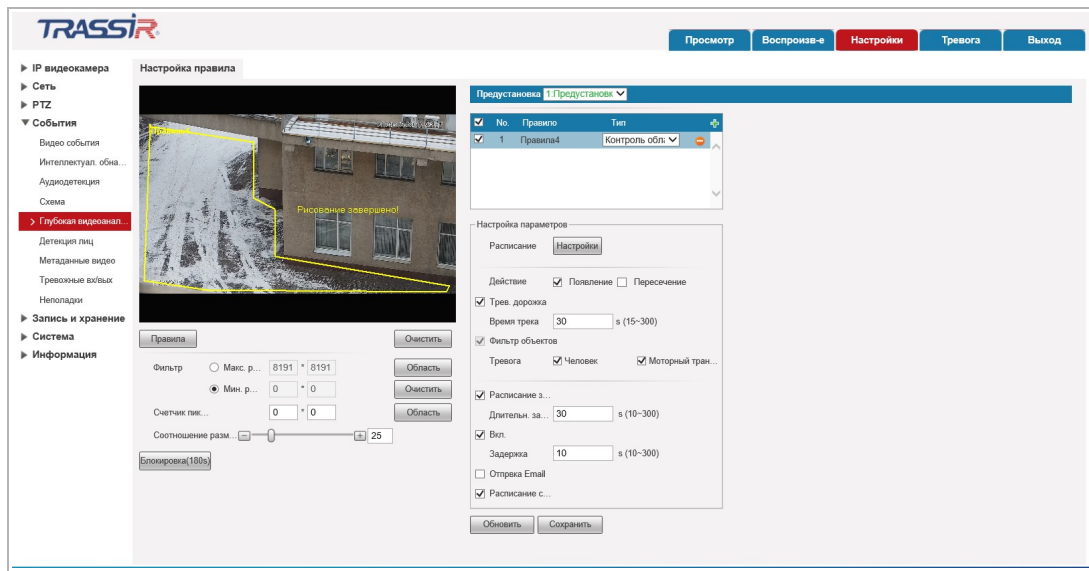 TRASSIR
Просмотр Воспроизв-е Настройки Тревога Выход
IP видеокамера
Сеть
PTZ
События
Видео события
Интеллектуал. обна...
Аудиодетекция
Схема
Глубокая видеоанал...
Детекция лиц
Метаданные видео
Тревожные вх/вых
Неполадки
Запись и хранение
Система
Информация
Настройка правила
Правила4
Рисование завершено!
Правила Очистить
Фильтр Макс. р... 8191 * 8191 Область
Мин. р... 0 * 0 Очистить
Счетчик пик... 0 * 0 Область
Соотношение разм... 25
Блокировка(180s)
Предустановка 1:Предустановк
No. Правило Тип
1 Правила4 Контроль обла
Настройка параметров
Расписание Настройки
Действие Появление Пересечение
Трев. дорожка
Время трека 30 s (15~300)
Фильтр объектов
Тревога Человек Моторный тран...
Расписание з...
Длительн. за... 30 s (10~300)
Вкл.
Задержка 10 s (10~300)
Отпрвка Email
Расписание с...
Обновить Сохранить